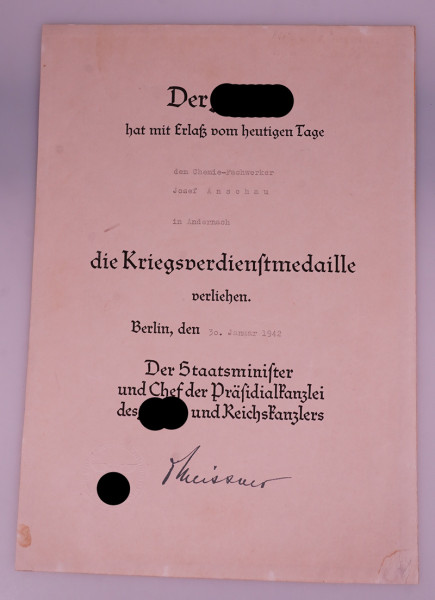 Der
hat mit Erlaß vom heutigen Tage
dem Chemie-Fachwerker
Josef
in Andernach
die Kriegsverdienstmedaille
verliehen.
Berlin, den 30. Januar 1942
Der Staatsminister
und Chef der Präsidialkanzlei
des und Reichskanzlers
Meissner